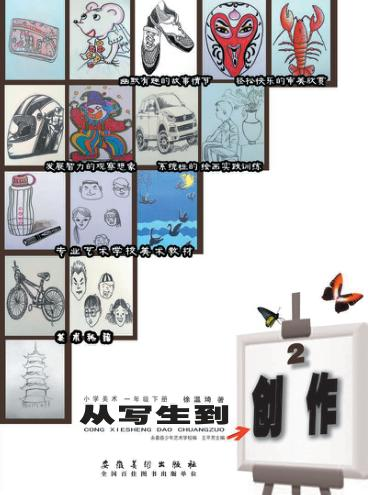 幽默有趣的故事情节
轻松快乐的审美欣赏
发展智力的观察想象
系统性的绘画实践训练
专业艺术学校美术教材
美术秘籍
2
创作
小学美术 一年级下册
徐温琦 著
从写生到
CONG XIESHENG DAO CHUANGZUO
安徽美术出版社
全国百佳图书出版单位